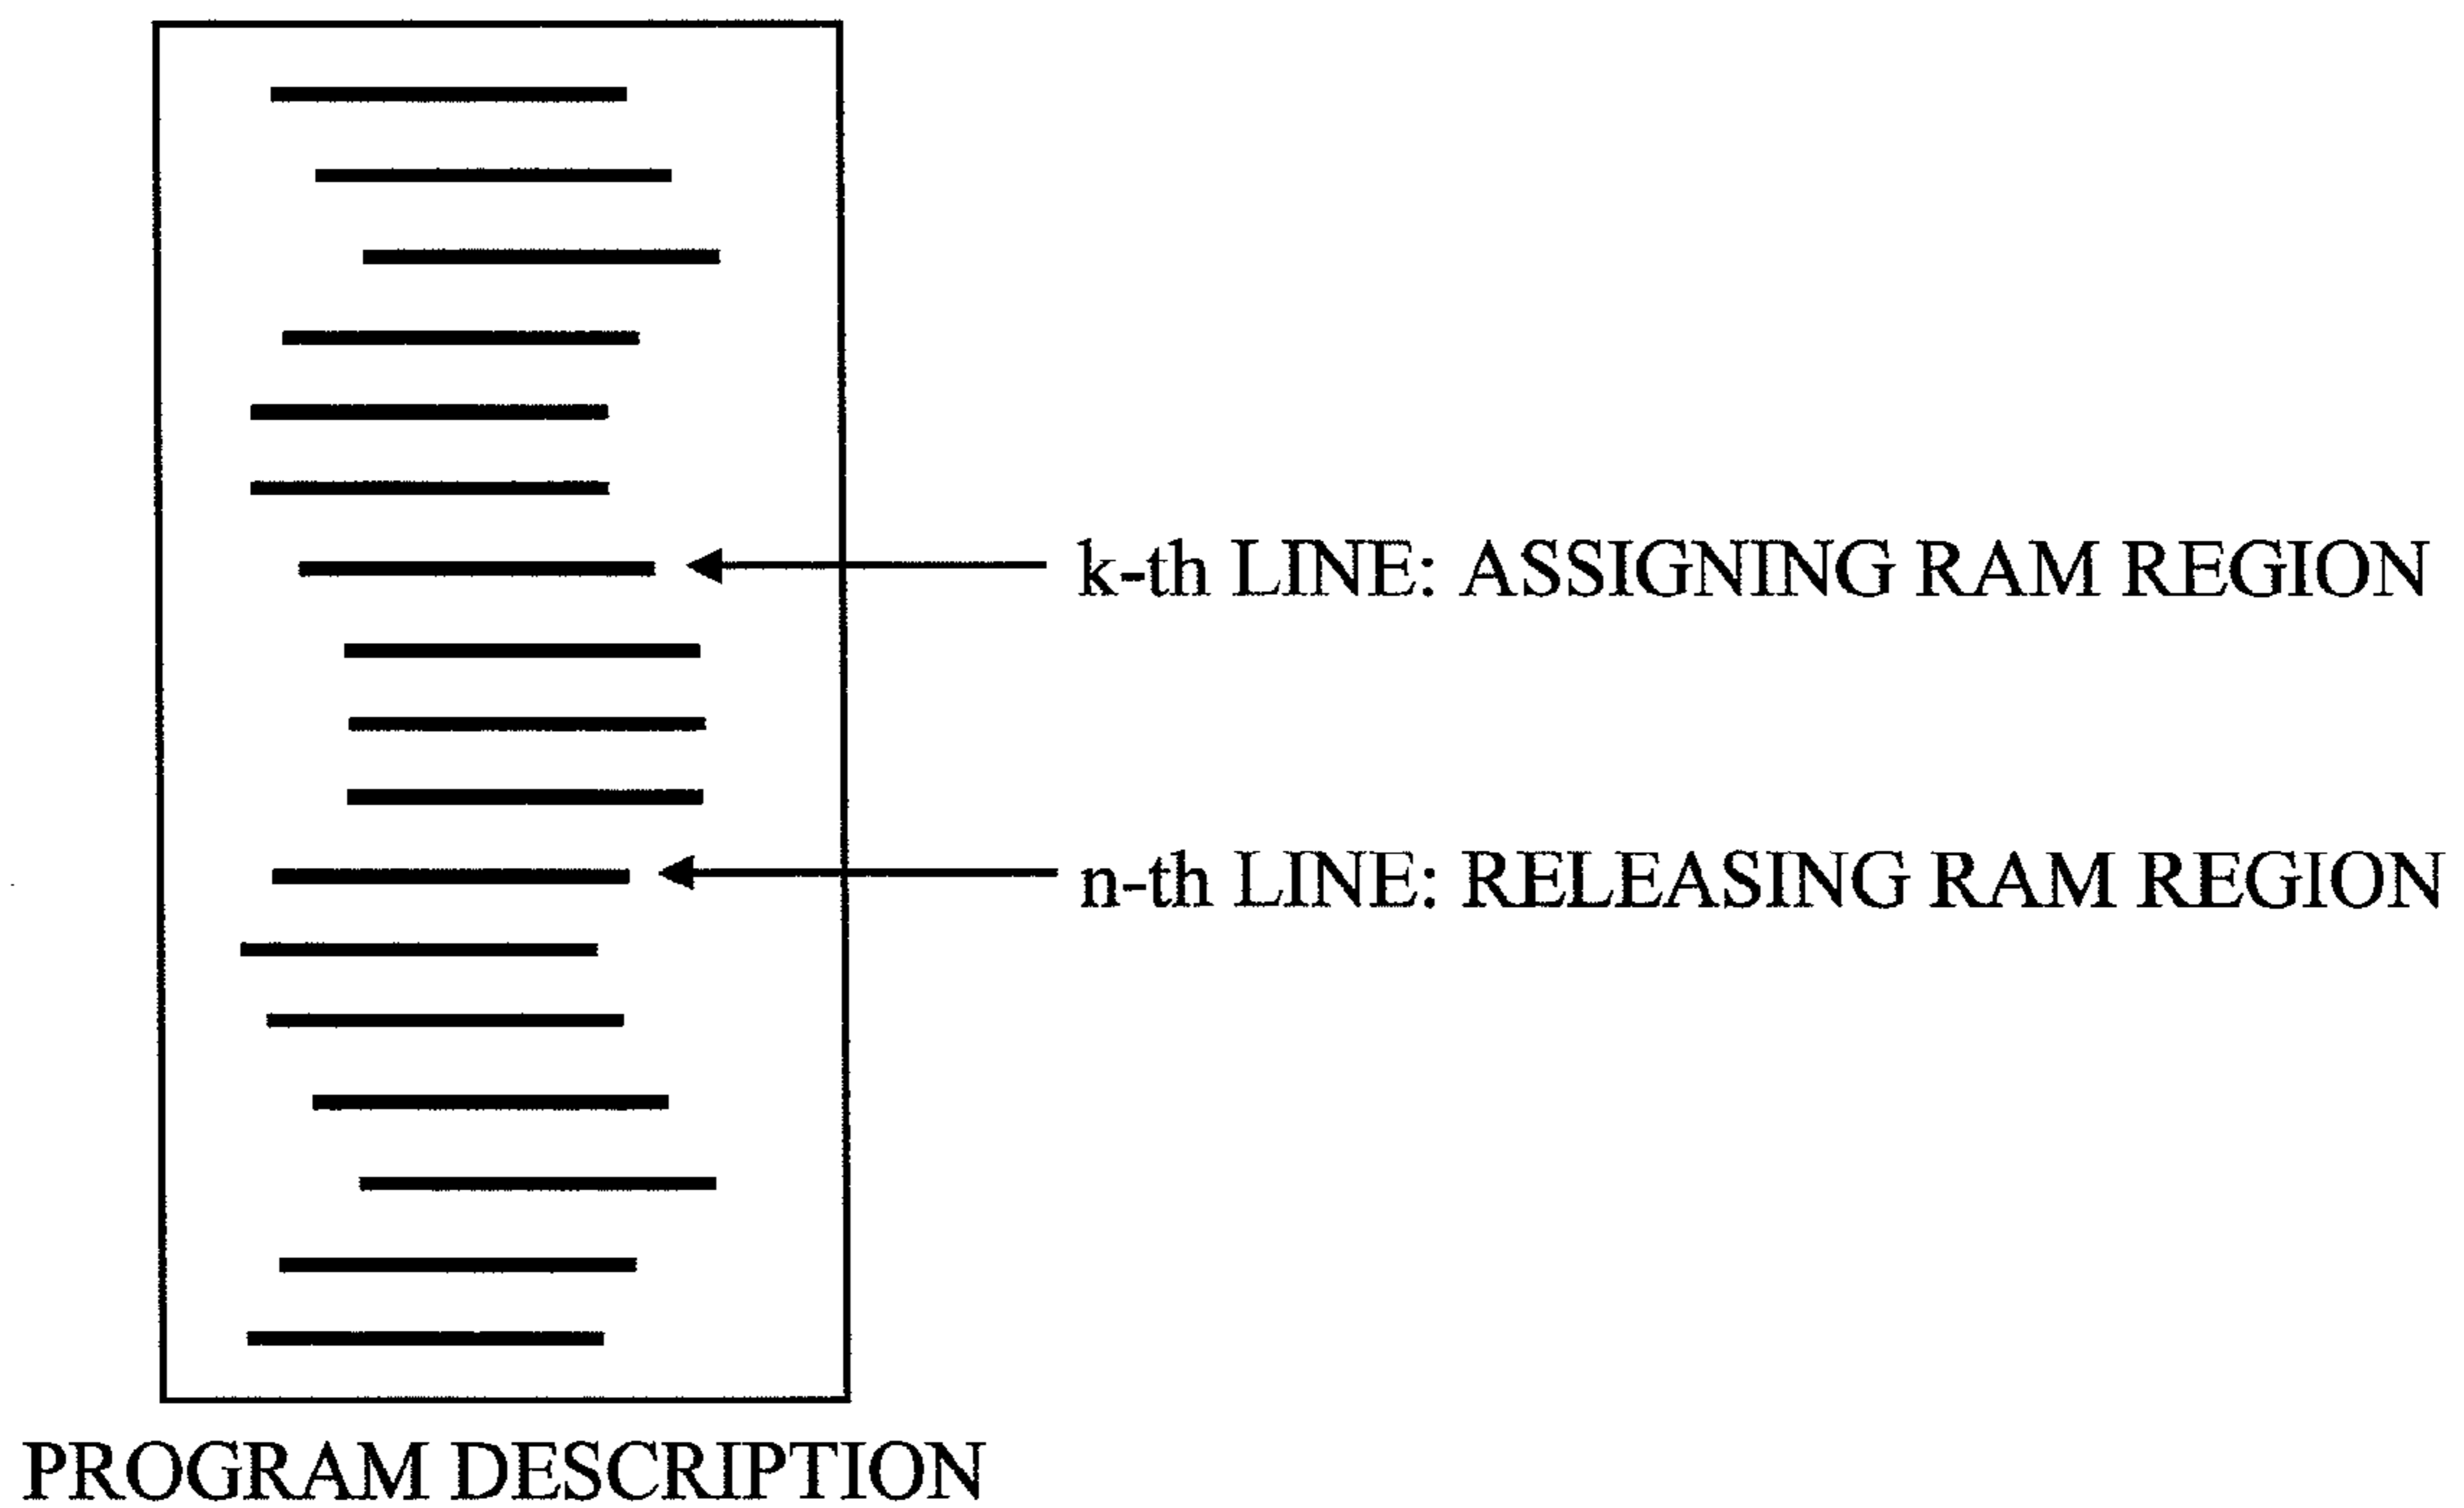 k-th LINE: ASSIGNING RAM REGION
n-th LINE: RELEASING RAM REGION
PROGRAM DESCRIPTION